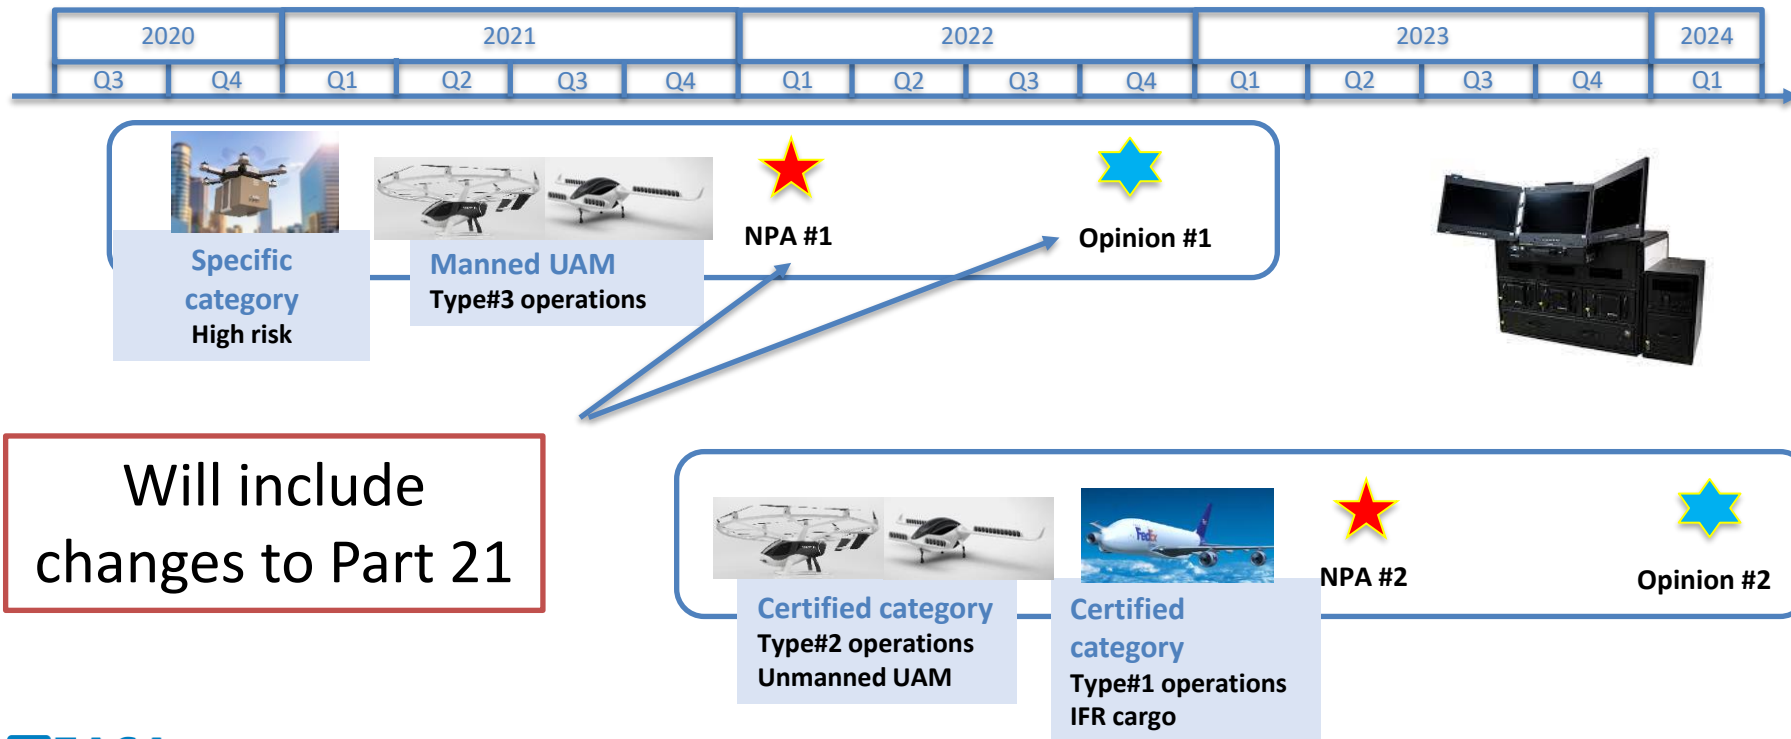 2020 2021 2022 2023 2024
Q3 Q4 Q1 Q2 Q3 Q4 Q1 Q2 Q3 Q4 Q1 Q2 Q3 Q4 Q1
Specific
category
High risk
Manned UAM
Type#3 operations
NPA #1
Opinion #1
Will include
changes to Part 21
FedEx
Certified category
Type#2 operations
Unmanned UAM
Certified
category
Type#1 operations
IFR cargo
NPA #2
Opinion #2